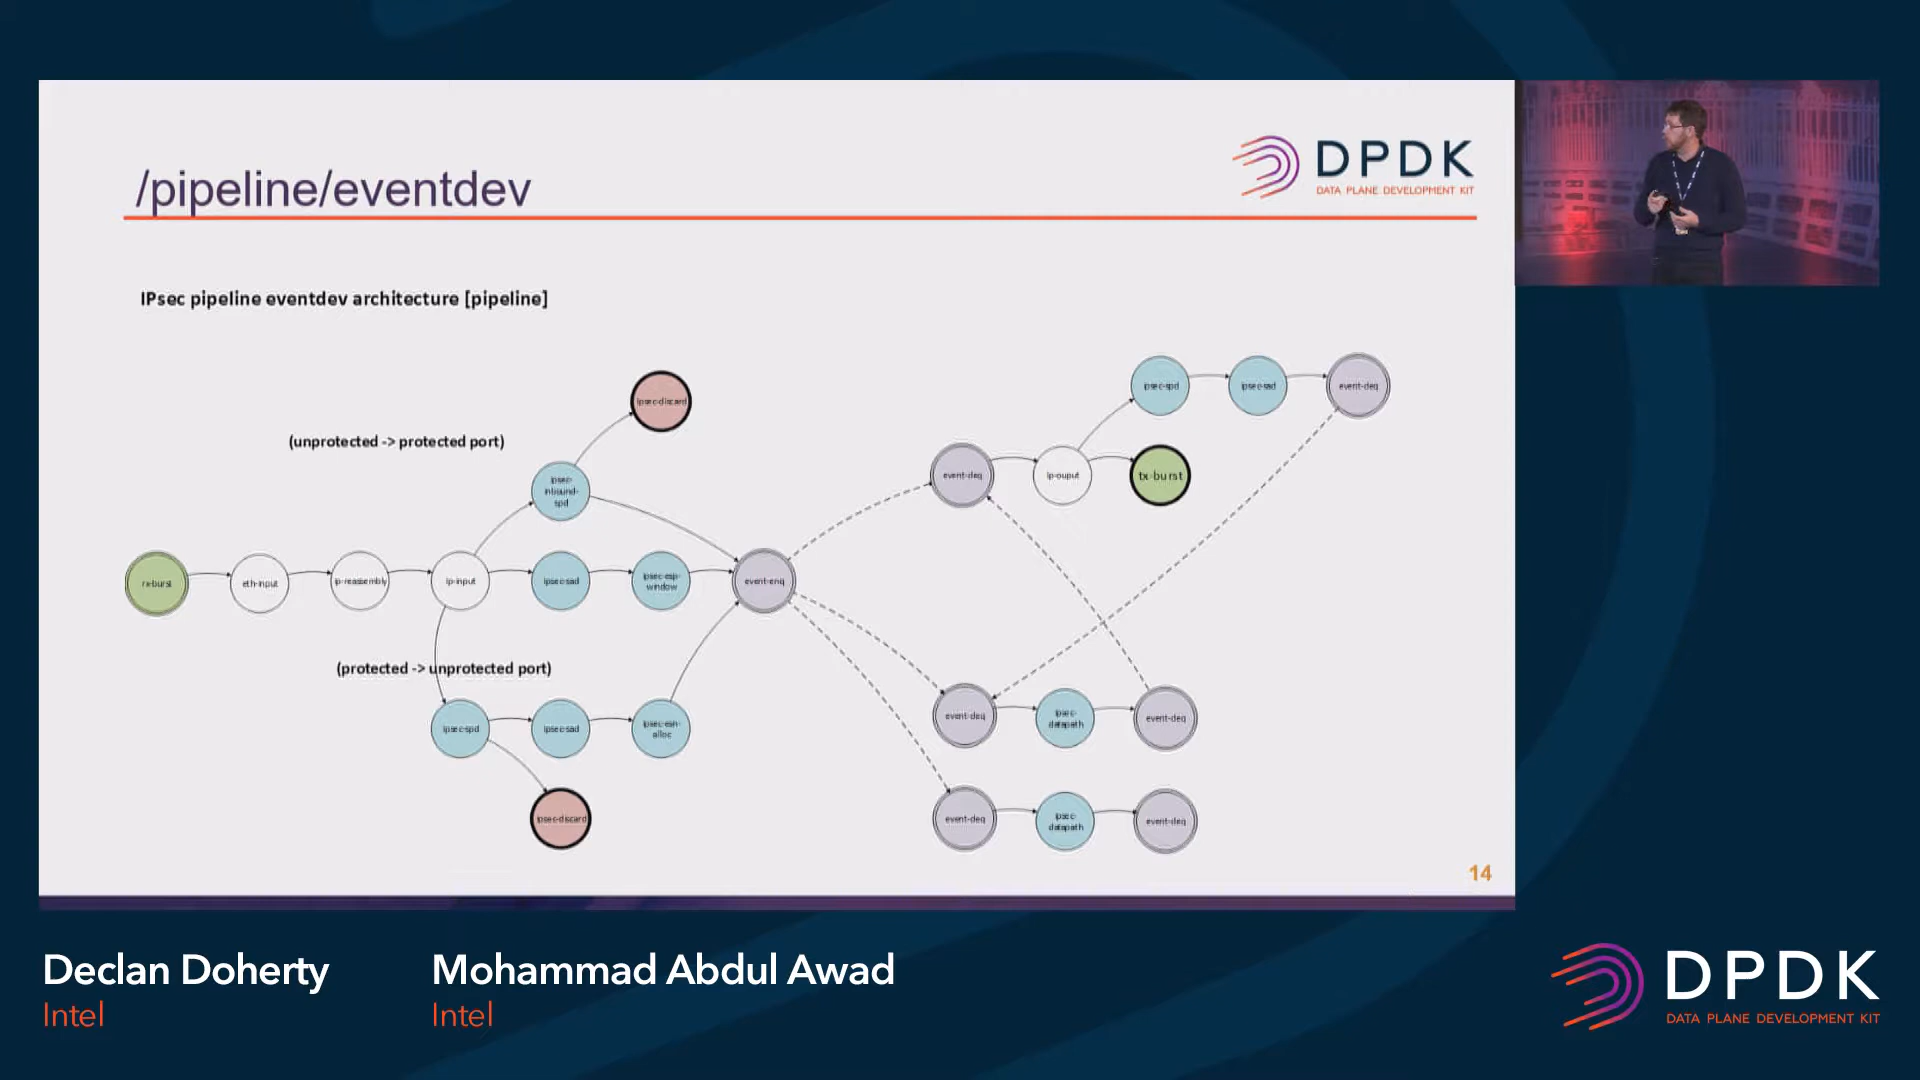 /pipeline/eventdev
DPDK
DATA PLANE DEVELOPMENT KIT
IPsec pipeline eventdev architecture [pipeline]
ipsec-spd
ipsec-sad
event-deq
ipsec-discard
(unprotected -> protected port)
event-deq
ip-ouput
tx-burst
ipsec-
inbound-
spd
rx-burst
eth-input
ip-reassembly
ip-input
ipsec-sad
ipsec-esp-
window
event-enq
(protected -> unprotected port)
ipsec-spd
ipsec-sad
ipsec-esn-
alloc
event-deq
ipsec-
datapath
event-deq
ipsec-discard
event-deq
ipsec-
datapath
event-deq
14
Declan Doherty
Intel
Mohammad Abdul Awad
Intel
DPDK
DATA PLANE DEVELOPMENT KIT